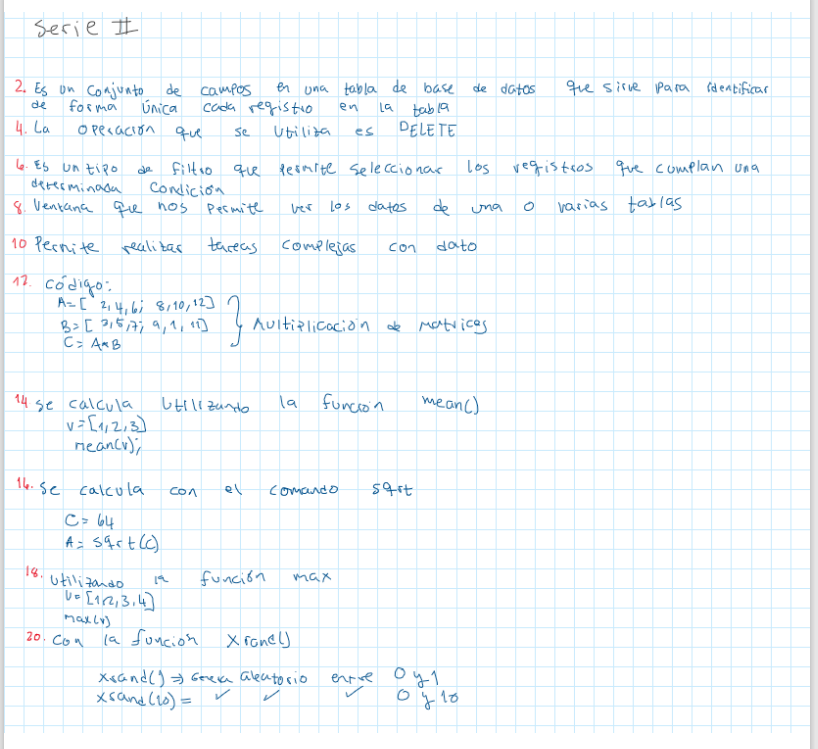 Serie II
2. Es un conjunto de campos en una tabla de base de datos que sirve para identificar
de forma única cada registro en la tabla
4. La operación que se utiliza es DELETE
6. Es un tipo de filtro que permite seleccionar los registros que cumplan una
determinada condición
8. Ventana que nos permite ver los datos de una o varias tablas
10 Permite realizar tareas complejas con dato
12. código:
A=[ 2,4,6; 8,10,12]
B=[ 3,5,7; 9,1,11] Multiplicación de matrices
C= A*B
14 se calcula utilizando la función mean()
v=[1,2,3]
mean(v);
16. Se calcula con el comando sqrt
C= 64
A= sqrt(C)
18. utilizando la función max
v=[1,2,3,4]
max(v)
20. Con la función xrand()
xrand() ⇒ Genera aleatorio entre 0 y 1
xrand(10) = ✓ ✓ ✓ 0 y 10